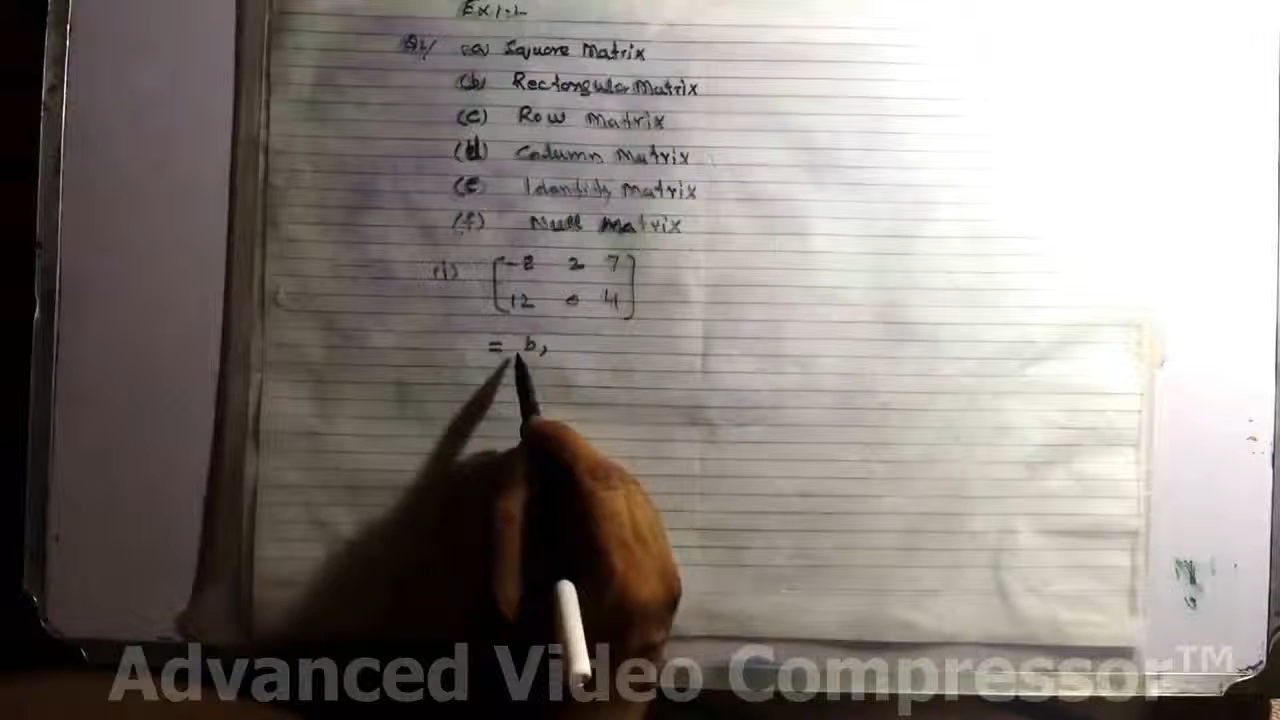 Ex 1.2
Q1/ (a) Square Matrix
(b) Rectangular Matrix
(c) Row Matrix
(d) Column Matrix
(e) Identity Matrix
(f) Null Matrix
(i) [-8 2 7
12 0 4]
= b,
Advanced Video Compressor™